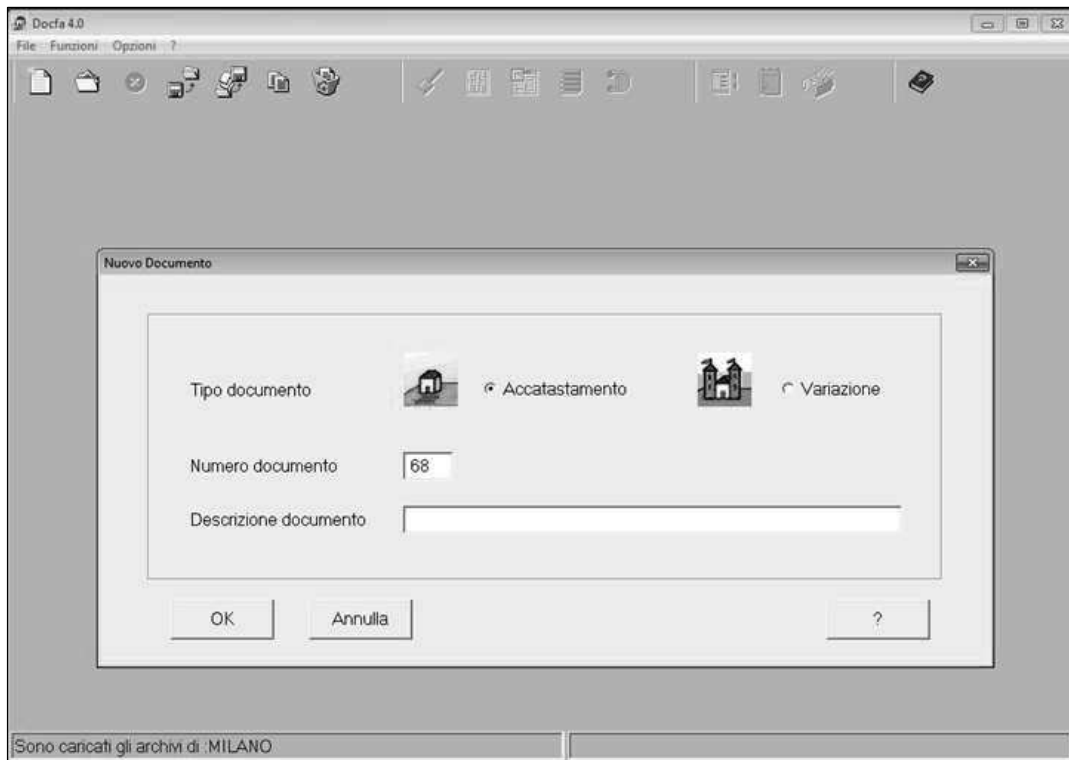 Docfa 4.0
File Funzioni Opzioni ?
Nuovo Documento
Tipo documento Accatastamento Variazione
Numero documento 68
Descrizione documento
OK Annulla ?
Sono caricati gli archivi di :MILANO